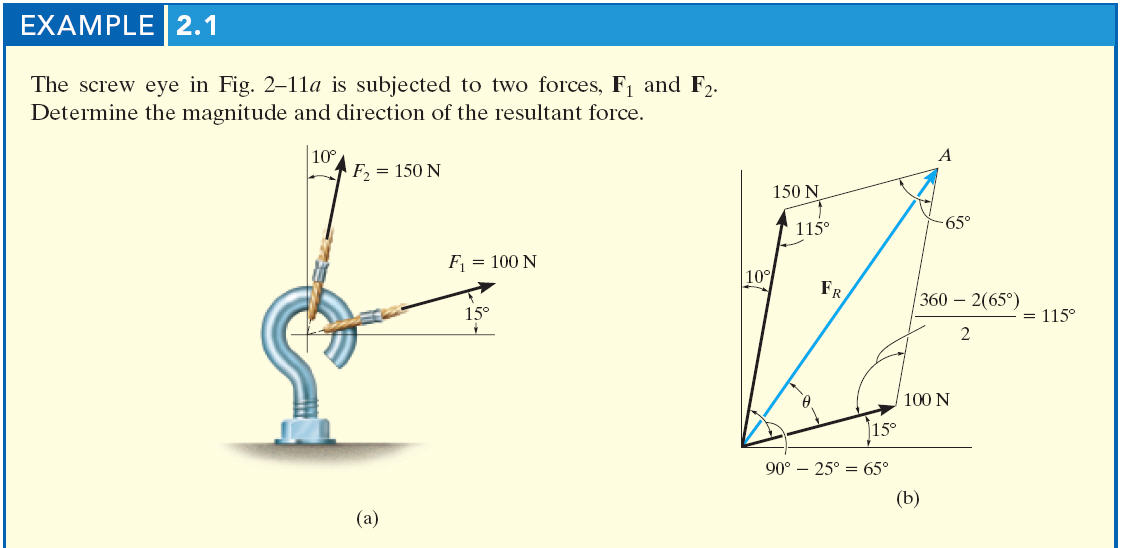 EXAMPLE 2.1
The screw eye in Fig. 2–11a is subjected to two forces, F₁ and F₂.
Determine the magnitude and direction of the resultant force.
10°
F₂ = 150 N
F₁ = 100 N
15°
(a)
A
150 N
115°
65°
10°
F_R
360 − 2(65°)
2
= 115°
θ
100 N
15°
90° − 25° = 65°
(b)